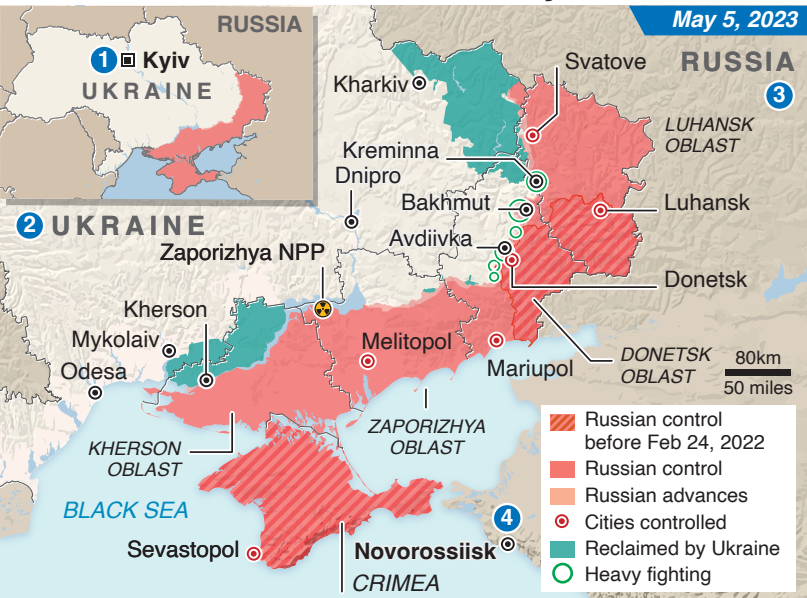 May 5, 2023
RUSSIA
1 Kyiv
UKRAINE
Svatove
RUSSIA
3
Kharkiv
LUHANSK
OBLAST
Kreminna
Dnipro
Bakhmut
Luhansk
2 UKRAINE
Avdiivka
Zaporizhya NPP
Donetsk
Kherson
Mykolaiv
Melitopol
Mariupol
DONETSK
OBLAST
80km
50 miles
Odesa
ZAPORIZHYA
OBLAST
KHERSON
OBLAST
BLACK SEA
4
Sevastopol
Novorossiisk
CRIMEA
Russian control
before Feb 24, 2022
Russian control
Russian advances
Cities controlled
Reclaimed by Ukraine
Heavy fighting